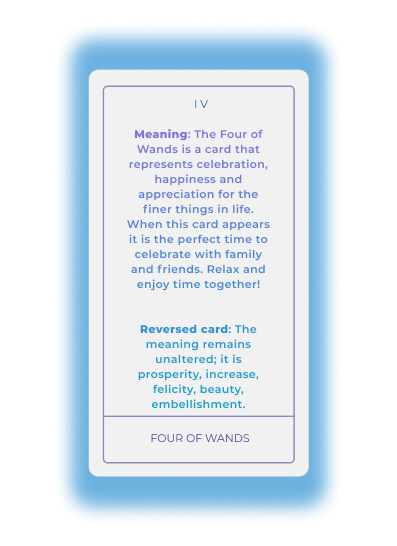 IV
Meaning: The Four of
Wands is a card that
represents celebration,
happiness and
appreciation for the
finer things in life.
When this card appears
it is the perfect time to
celebrate with family
and friends. Relax and
enjoy time together!
Reversed card: The
meaning remains
unaltered; it is
prosperity, increase,
felicity, beauty,
embellishment.
FOUR OF WANDS